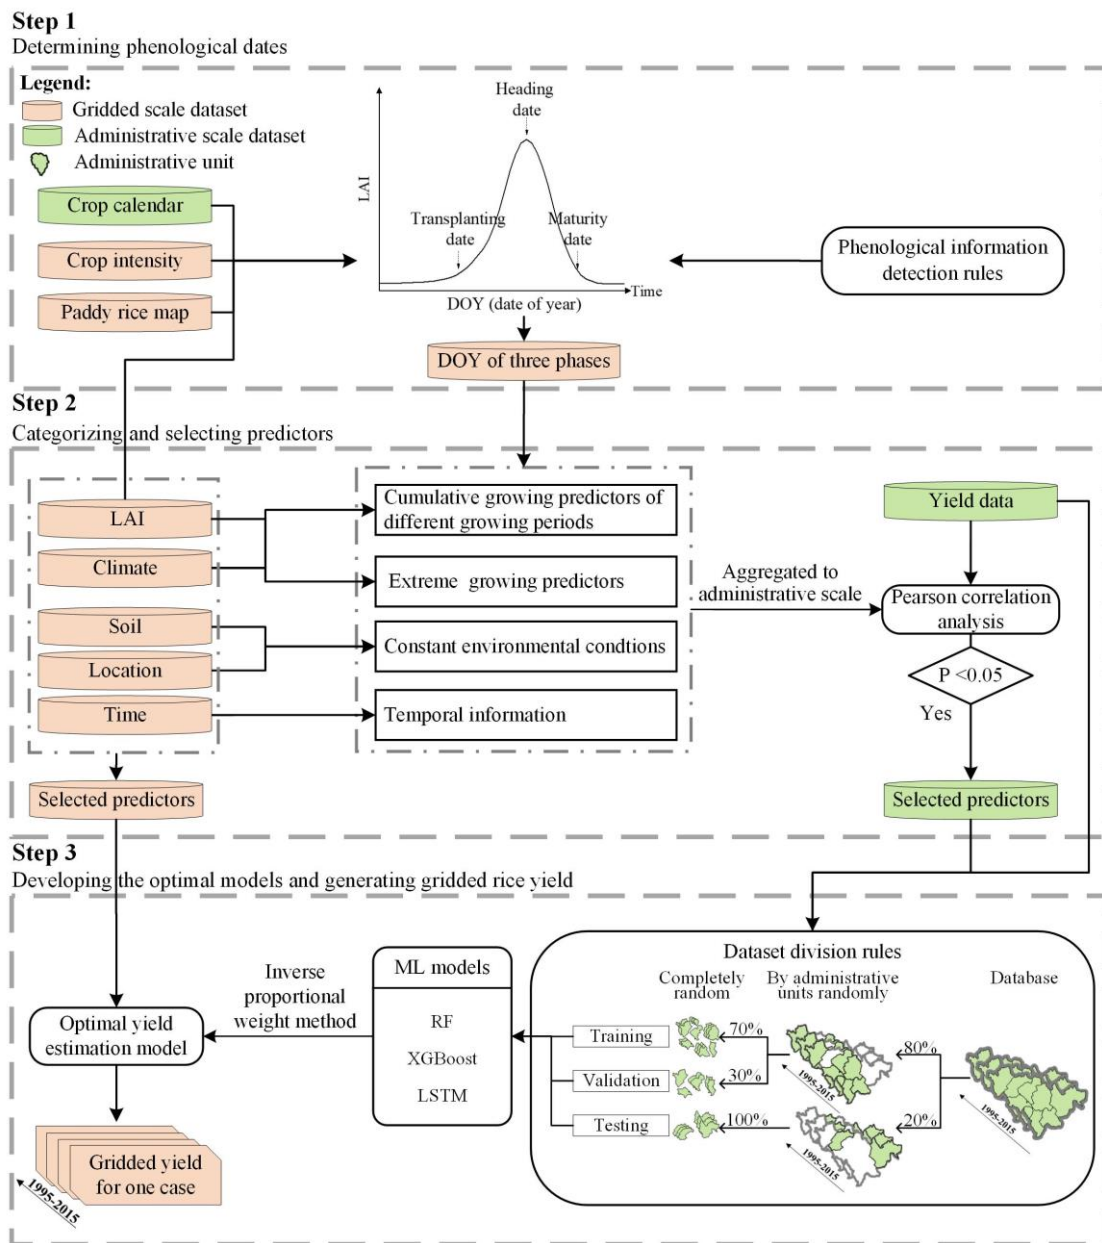 Step 1
Determining phenological dates
Legend:
Gridded scale dataset
Administrative scale dataset
Administrative unit
Crop calendar
Crop intensity
Paddy rice map
LAI
Heading
date
Transplanting
date
Maturity
date
Time
DOY (date of year)
Phenological information
detection rules
DOY of three phases
Step 2
Categorizing and selecting predictors
LAI
Climate
Soil
Location
Time
Selected predictors
Cumulative growing predictors of
different growing periods
Extreme growing predictors
Constant environmental condtions
Temporal information
Aggregated to
administrative scale
Yield data
Pearson correlation
analysis
P <0.05
Yes
Selected predictors
Step 3
Developing the optimal models and generating gridded rice yield
Optimal yield
estimation model
Gridded yield
for one case
1995-2015
Inverse
proportional
weight method
ML models
RF
XGBoost
LSTM
Dataset division rules
Completely
random
By administrative
units randomly
Database
Training
70%
80%
Validation
30%
1995-2015
Testing
100%
20%
1995-2015
1995-2015